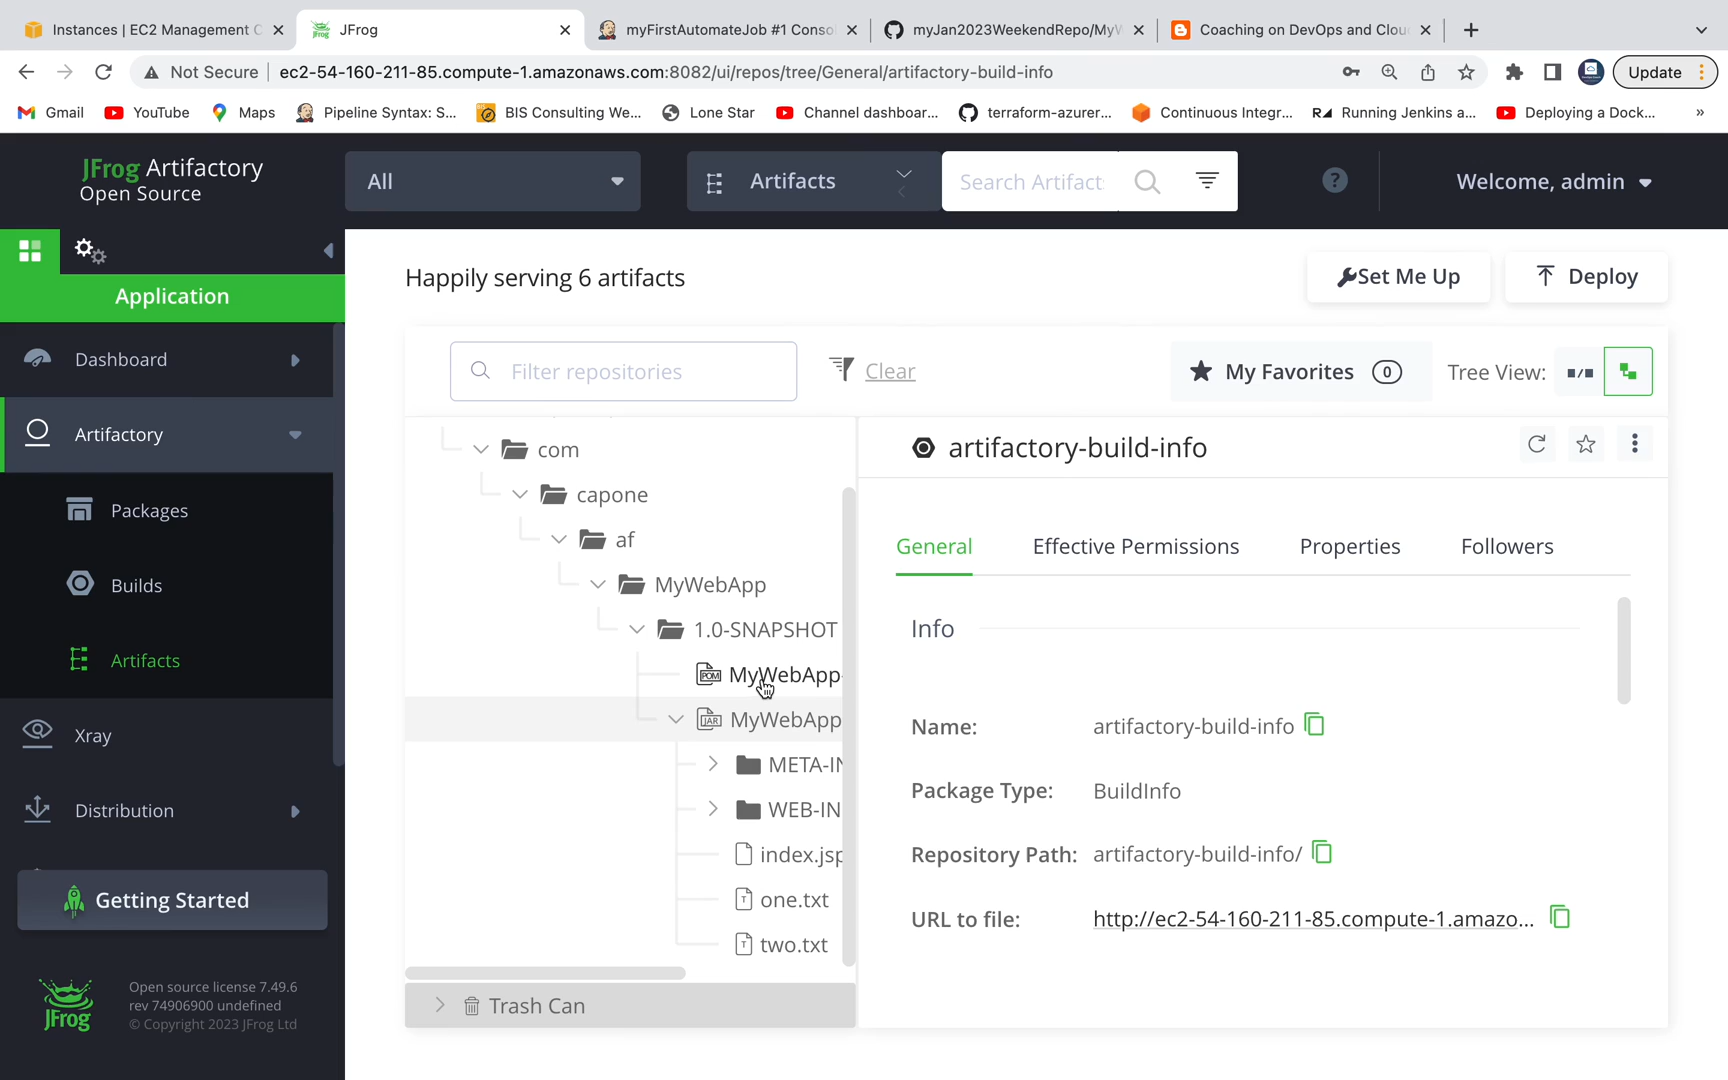 Instances | EC2 Management C
JFrog
myFirstAutomateJob #1 Conso
myJan2023WeekendRepo/MyW
Coaching on DevOps and Clou
Not Secure
ec2-54-160-211-85.compute-1.amazonaws.com:8082/ui/repos/tree/General/artifactory-build-info
Update
Gmail
YouTube
Maps
Pipeline Syntax: S...
BIS Consulting We...
Lone Star
Channel dashboar...
terraform-azurer...
Continuous Integr...
Running Jenkins a...
Deploying a Dock...
JFrog Artifactory
Open Source
All
Artifacts
Search Artifact
Welcome, admin
Application
Happily serving 6 artifacts
Set Me Up
Deploy
Dashboard
Artifactory
Packages
Builds
Artifacts
Xray
Distribution
Getting Started
JFrog
Open source license 7.49.6
rev 74906900 undefined
© Copyright 2023 JFrog Ltd
Filter repositories
Clear
My Favorites
0
Tree View:
com
capone
af
MyWebApp
1.0-SNAPSHOT
POM
MyWebApp-
JAR
MyWebApp
META-IN
WEB-IN
index.jsp
one.txt
two.txt
Trash Can
artifactory-build-info
General
Effective Permissions
Properties
Followers
Info
Name:
artifactory-build-info
Package Type:
BuildInfo
Repository Path:
artifactory-build-info/
URL to file:
http://ec2-54-160-211-85.compute-1.amazo...